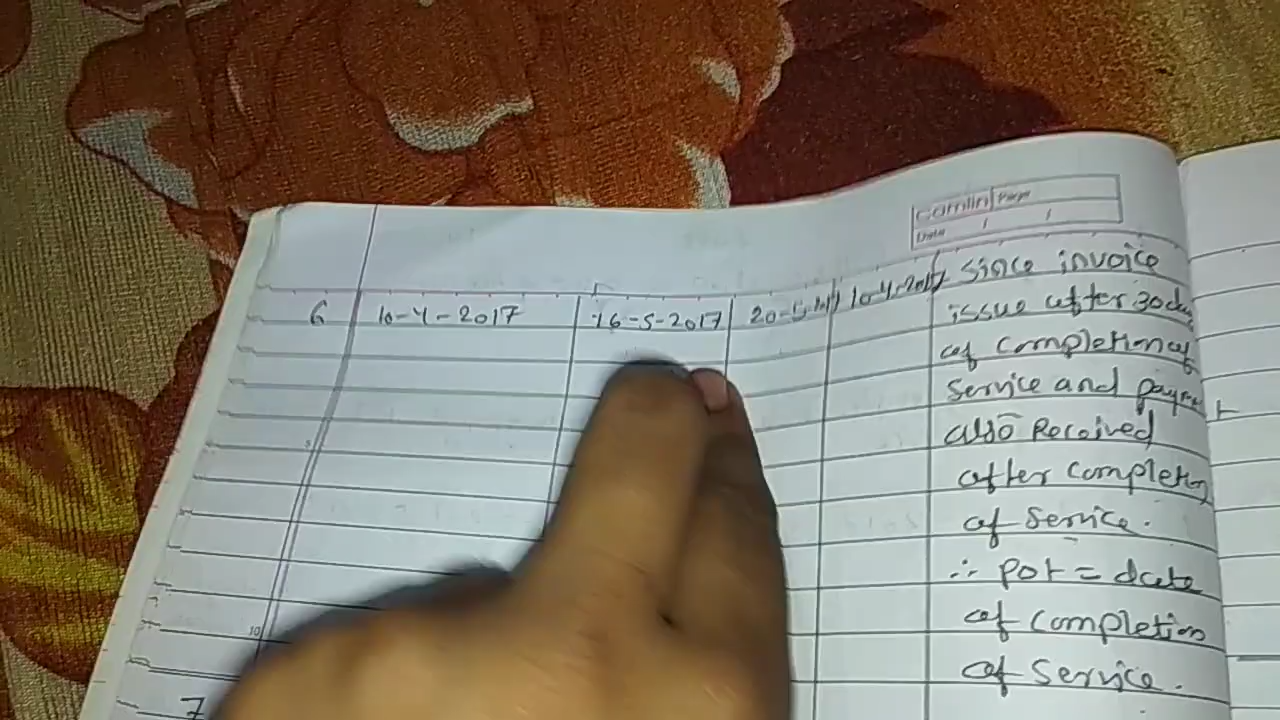 camlin Page
Date / /
6 10-4-2017 16-5-2017 20-5-2017 10-4-2017 Since invoice
issue after 30 days
of completion of
Service and payment
also Received
after completion
of Service.
∴ POT = date
of completion
of Service.
5
10
7